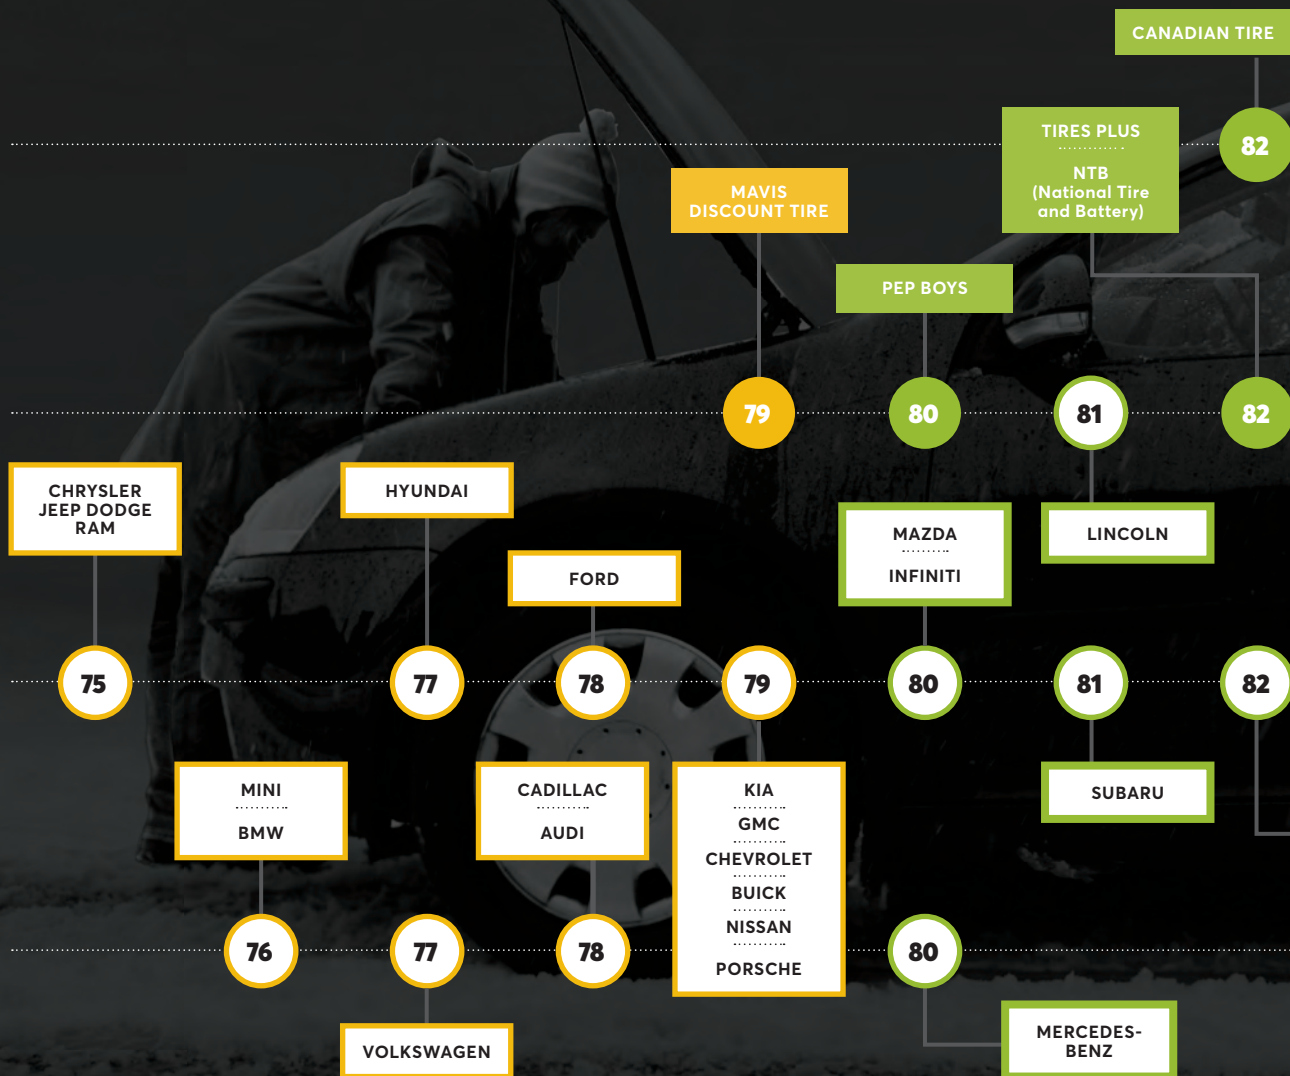 CANADIAN TIRE
TIRES PLUS
NTB
(National Tire
and Battery)
82
MAVIS
DISCOUNT TIRE
PEP BOYS
79
80
81
82
CHRYSLER
JEEP DODGE
RAM
HYUNDAI
MAZDA
INFINITI
LINCOLN
FORD
75
77
78
79
80
81
82
MINI
BMW
CADILLAC
AUDI
KIA
GMC
CHEVROLET
BUICK
NISSAN
PORSCHE
SUBARU
76
77
78
80
VOLKSWAGEN
MERCEDES-
BENZ